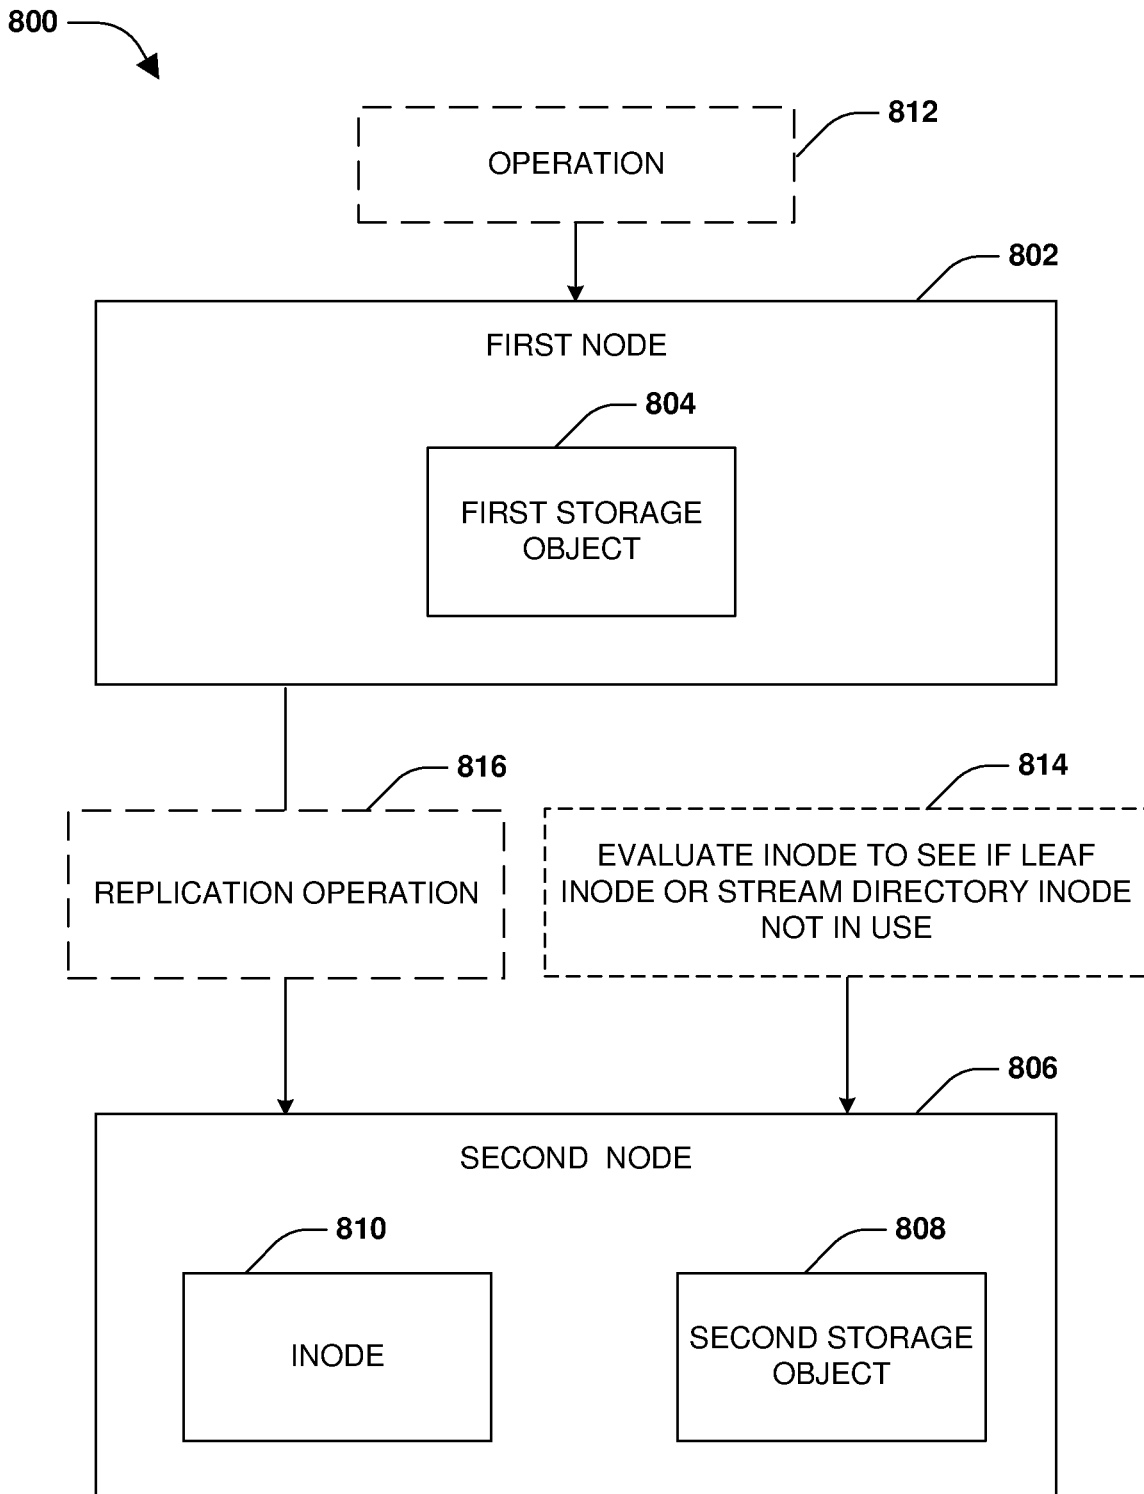 800
812
OPERATION
802
FIRST NODE
804
FIRST STORAGE
OBJECT
816
814
REPLICATION OPERATION
EVALUATE INODE TO SEE IF LEAF
INODE OR STREAM DIRECTORY INODE
NOT IN USE
806
SECOND NODE
810
808
INODE
SECOND STORAGE
OBJECT